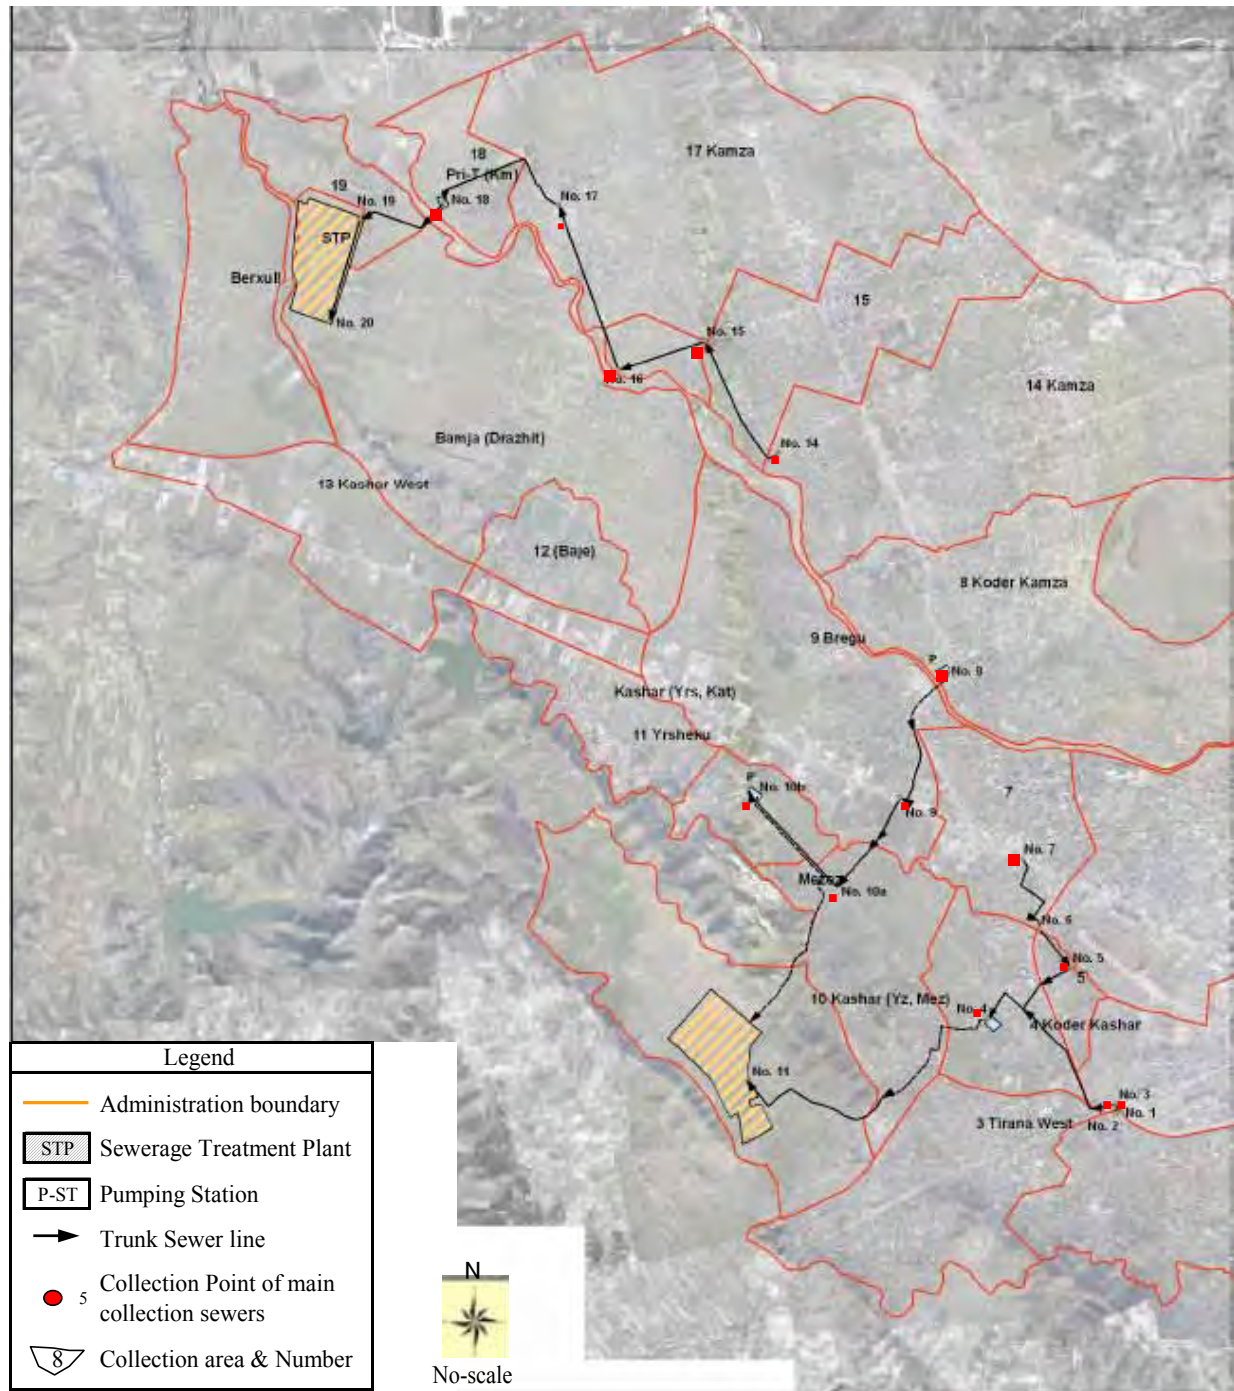 17 Kamza
18
Pri-T (Km)
No. 17
19
No. 19
No. 18
STP
Berxull
15
No. 20
No. 15
No. 16
14 Kamza
Bamja (Drazhit)
No. 14
13 Kashar West
12 (Baje)
8 Koder Kamza
9 Bregu
P
No. 8
Kashar (Yrs, Kat)
11 Yrsheku
P
No. 10b
7
No. 9
No. 7
No. 10a
No. 6
No. 5
5
10 Kashar (Yz, Mez)
No. 4
4 Koder Kashar
No. 11
No. 3
No. 1
3 Tirana West
No. 2
Legend
Administration boundary
STP Sewerage Treatment Plant
P-ST Pumping Station
Trunk Sewer line
5 Collection Point of main
collection sewers
8 Collection area & Number
N
No-scale